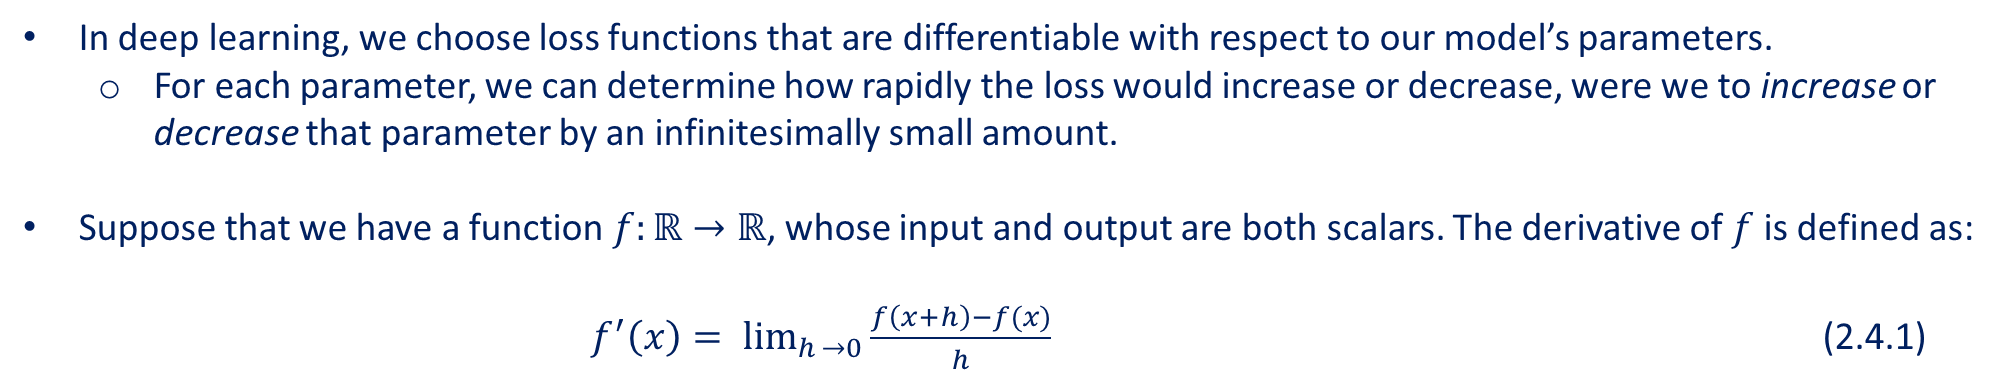 • In deep learning, we choose loss functions that are differentiable with respect to our model’s parameters.
○ For each parameter, we can determine how rapidly the loss would increase or decrease, were we to increase or
decrease that parameter by an infinitesimally small amount.
• Suppose that we have a function f: ℝ → ℝ, whose input and output are both scalars. The derivative of f is defined as:
f′(x) = lim_{h→0} \frac{f(x+h)−f(x)}{h} (2.4.1)